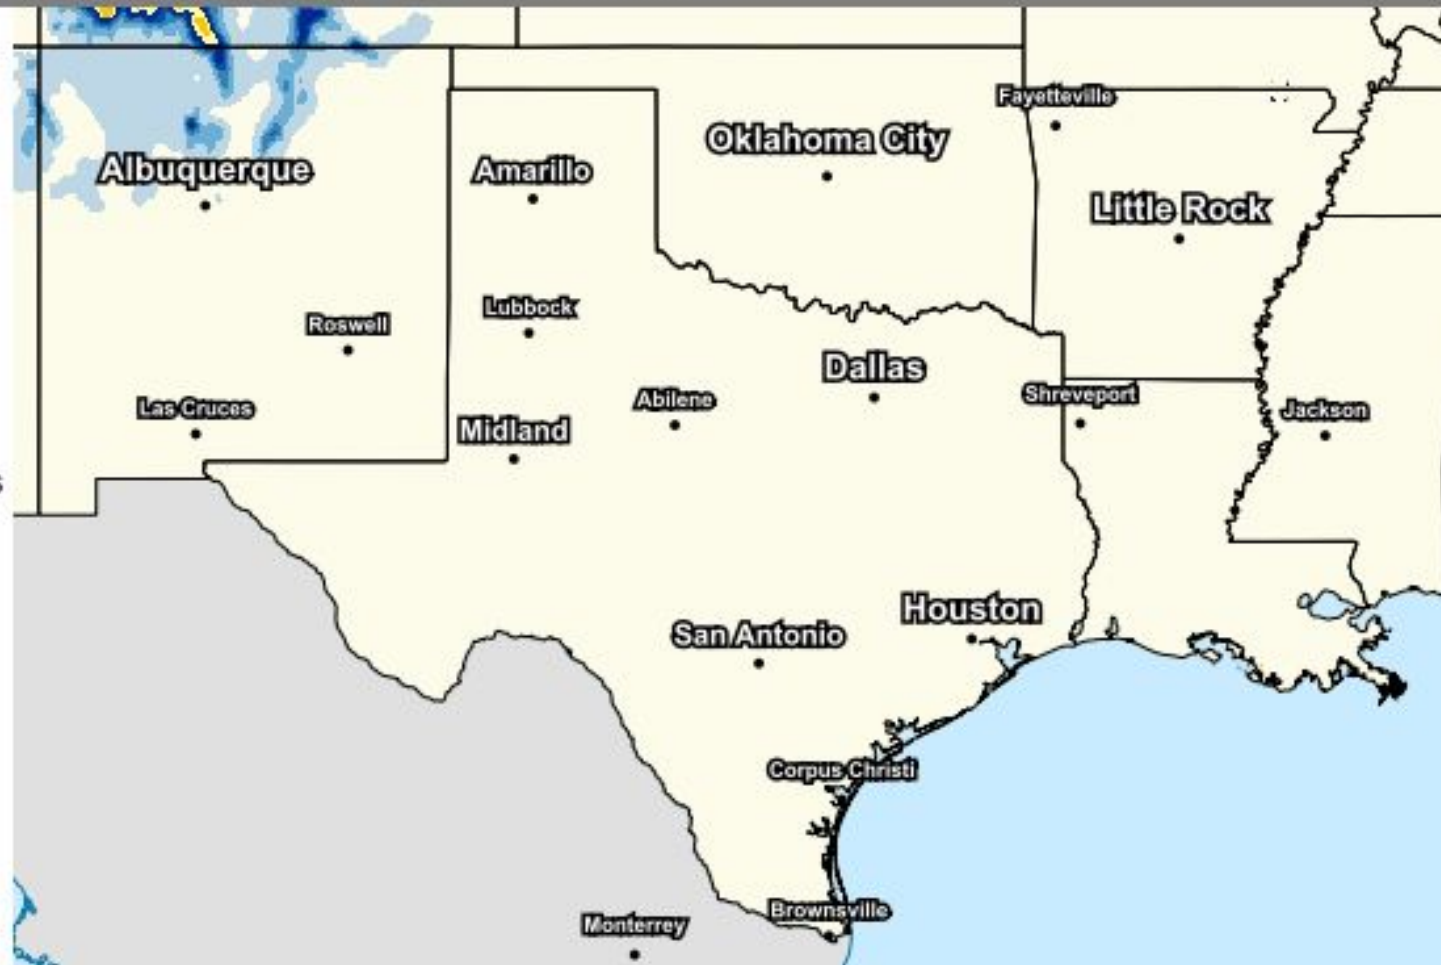 Fayetteville
Oklahoma City
Albuquerque
Amarillo
Little Rock
Lubbock
Roswell
Dallas
Shreveport
Abilene
Las Cruces
Jackson
Midland
Houston
San Antonio
Corpus Christi
Brownsville
Monterrey